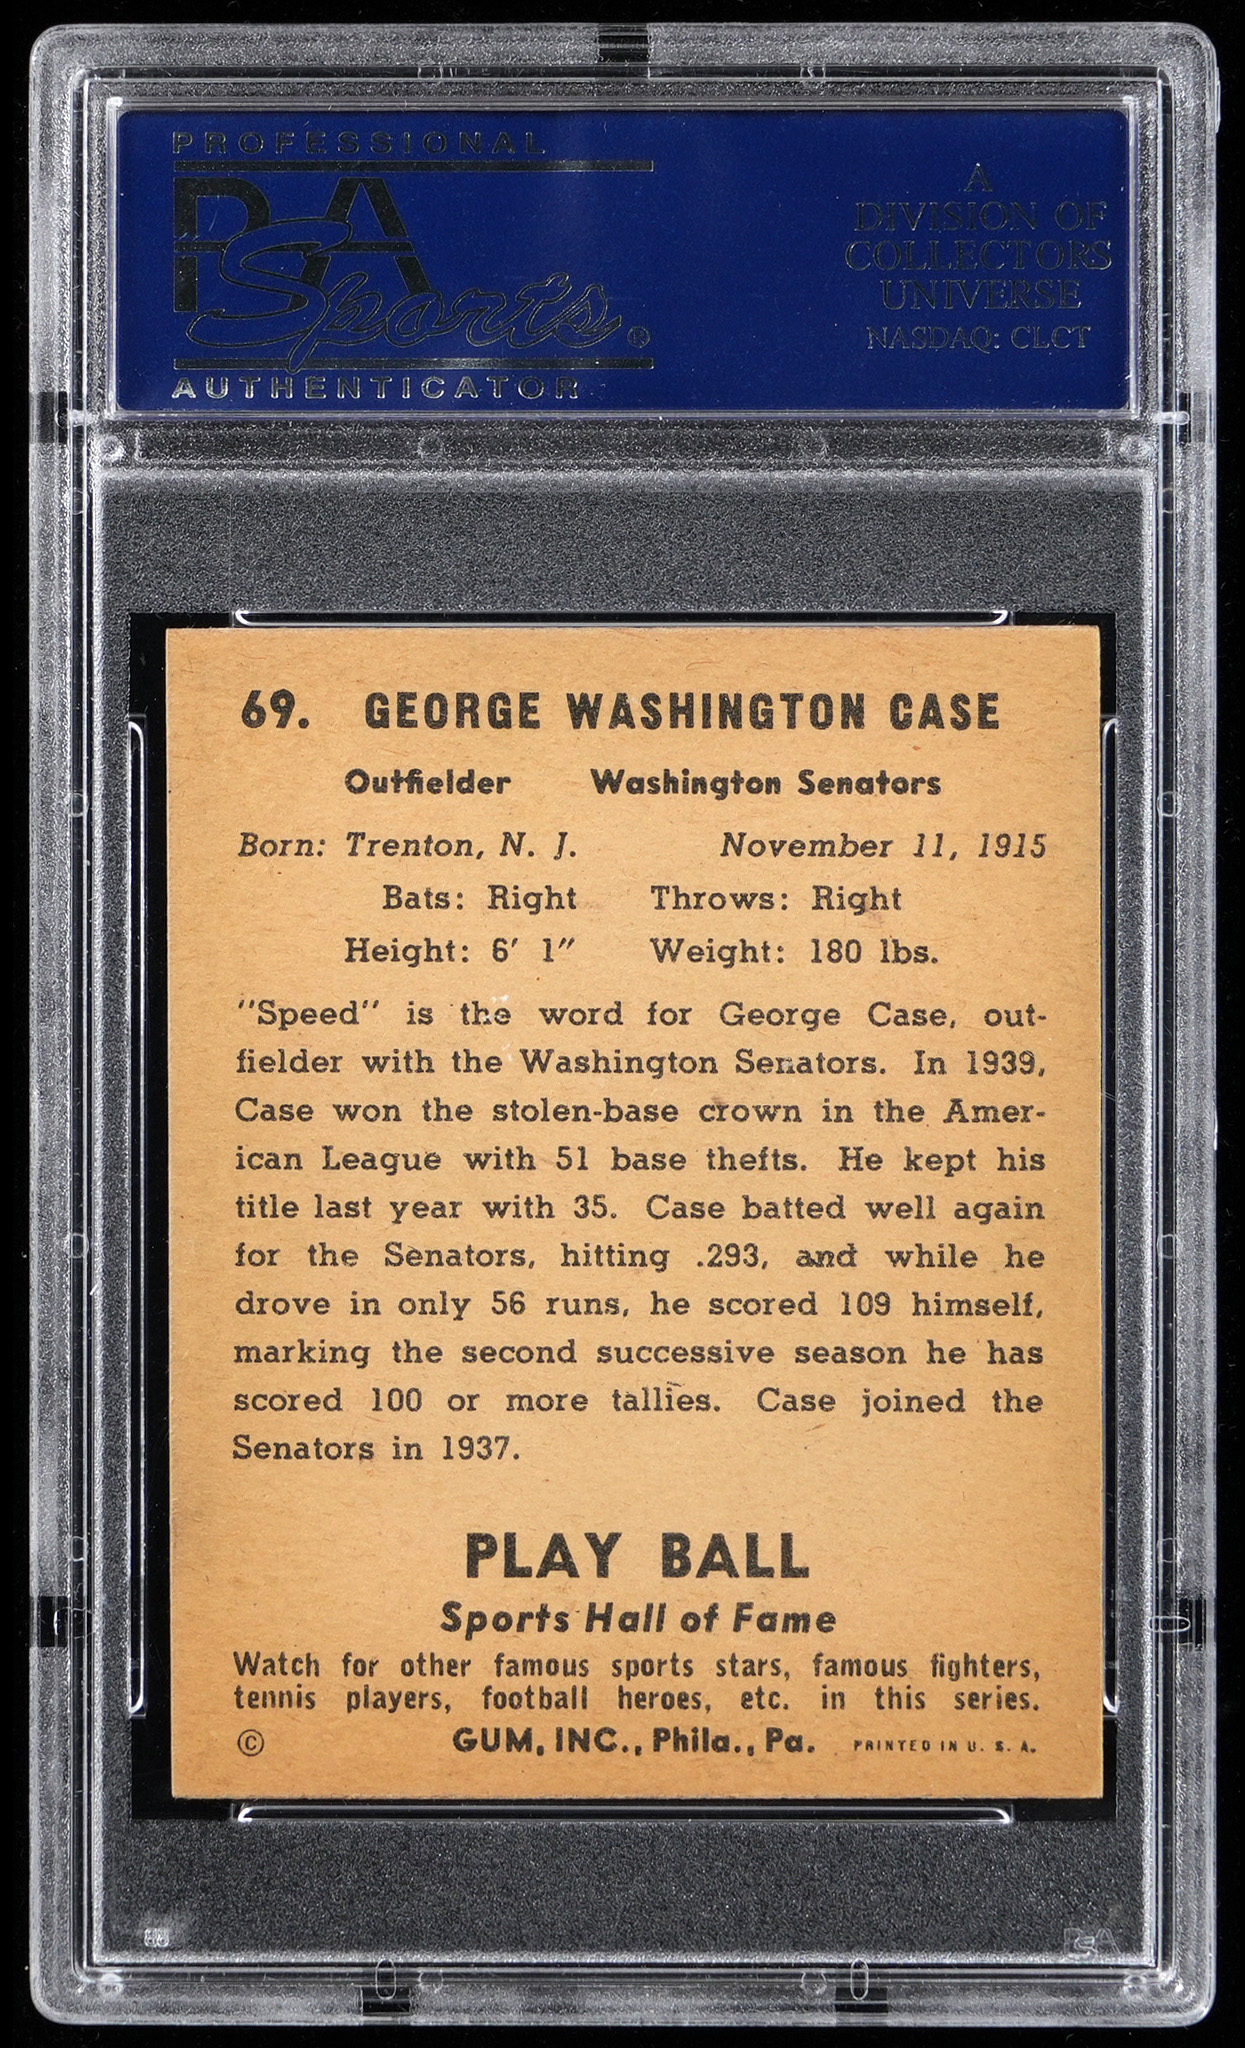 PROFESSIONAL
PSA
Sports®
AUTHENTICATOR
A
DIVISION OF
COLLECTORS
UNIVERSE
NASDAQ: CLCT
69. GEORGE WASHINGTON CASE
Outfielder Washington Senators
Born: Trenton, N. J. November 11, 1915
Bats: Right Throws: Right
Height: 6′ 1″ Weight: 180 lbs.
"Speed" is the word for George Case, out-
fielder with the Washington Senators. In 1939,
Case won the stolen-base crown in the Amer-
ican League with 51 base thefts. He kept his
title last year with 35. Case batted well again
for the Senators, hitting .293, and while he
drove in only 56 runs, he scored 109 himself,
marking the second successive season he has
scored 100 or more tallies. Case joined the
Senators in 1937.
PLAY BALL
Sports Hall of Fame
Watch for other famous sports stars, famous fighters,
tennis players, football heroes, etc. in this series.
© GUM, INC., Phila., Pa. PRINTED IN U. S. A.
PSA